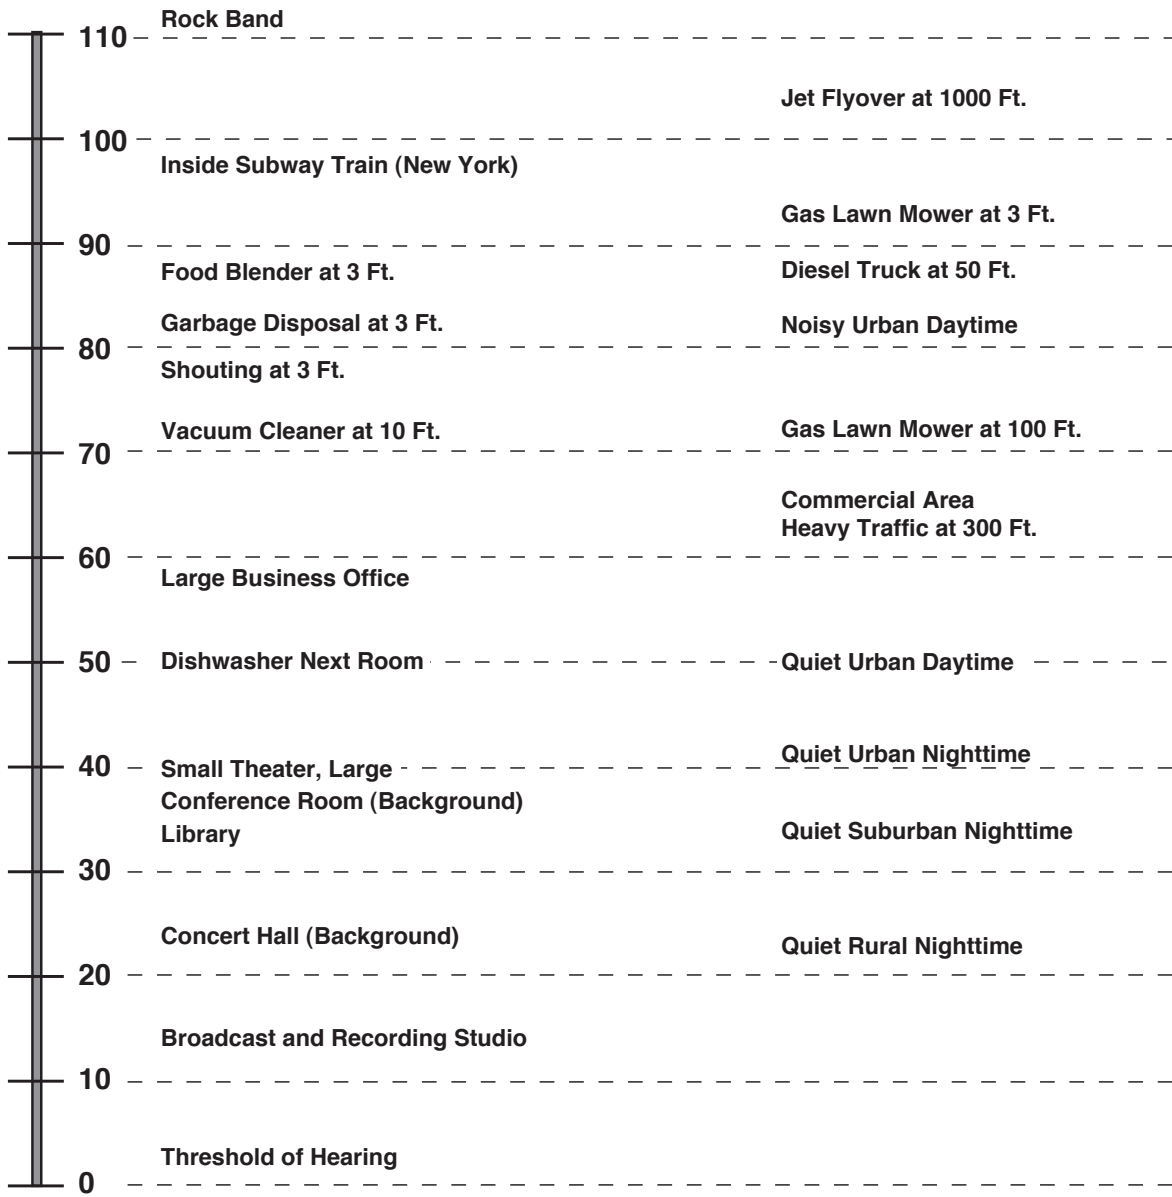 Rock Band
110
Jet Flyover at 1000 Ft.
100
Inside Subway Train (New York)
Gas Lawn Mower at 3 Ft.
90
Food Blender at 3 Ft.
Diesel Truck at 50 Ft.
Garbage Disposal at 3 Ft.
Noisy Urban Daytime
80
Shouting at 3 Ft.
Vacuum Cleaner at 10 Ft.
Gas Lawn Mower at 100 Ft.
70
Commercial Area
Heavy Traffic at 300 Ft.
60
Large Business Office
50
Dishwasher Next Room
Quiet Urban Daytime
Quiet Urban Nighttime
40
Small Theater, Large
Conference Room (Background)
Library
Quiet Suburban Nighttime
30
Concert Hall (Background)
Quiet Rural Nighttime
20
Broadcast and Recording Studio
10
Threshold of Hearing
0